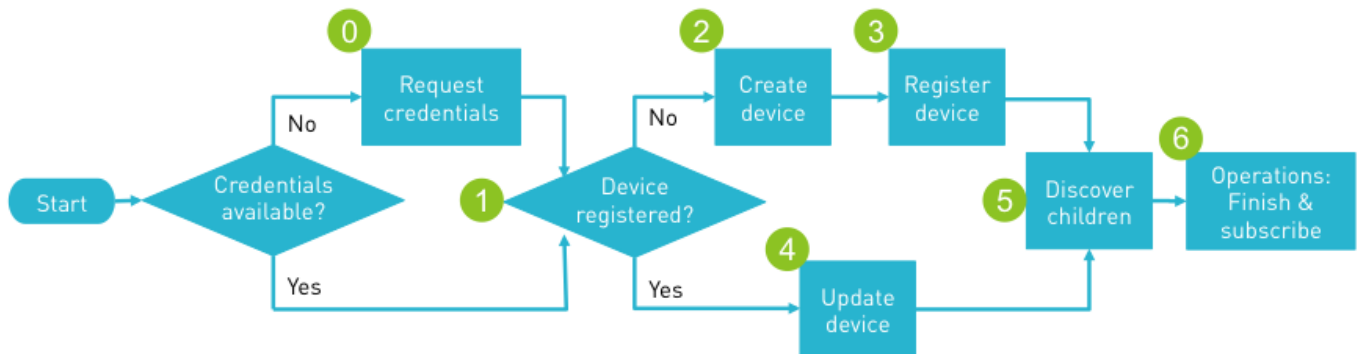 Start
Credentials
available?
No
Yes
0
Request
credentials
1
Device
registered?
No
Yes
2
Create
device
3
Register
device
4
Update
device
5
Discover
children
6
Operations:
Finish &
subscribe